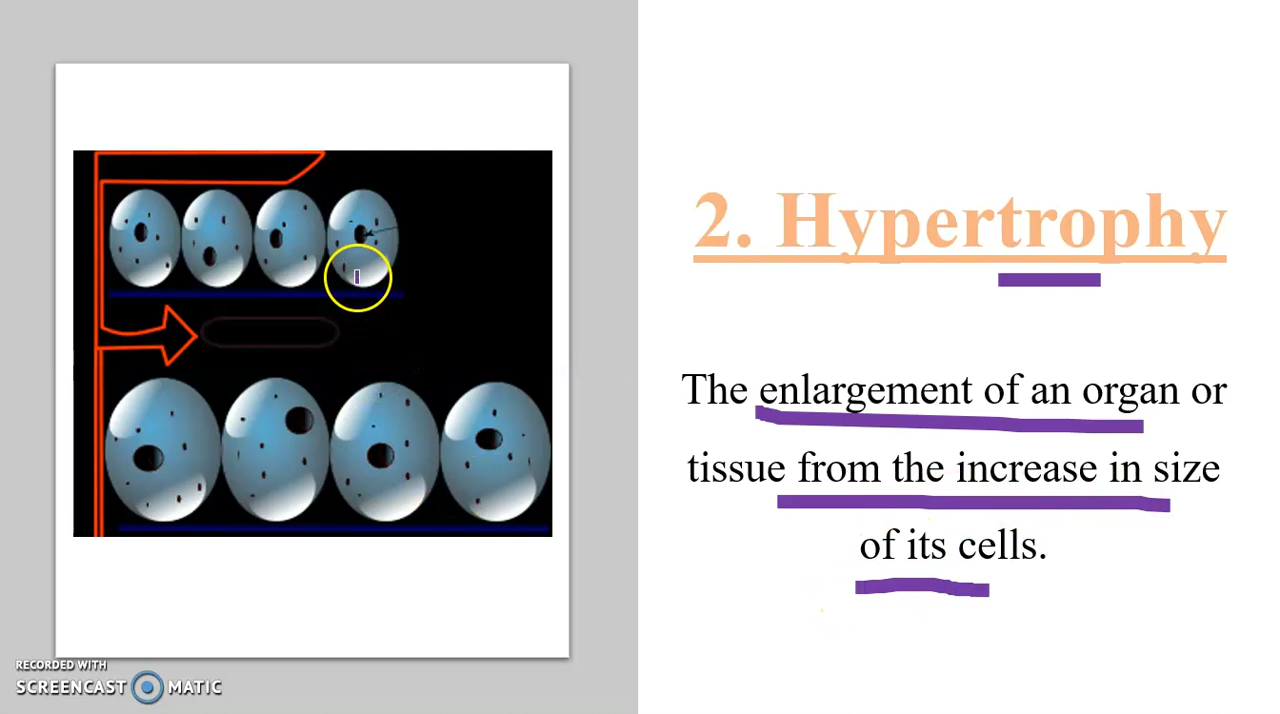 2. Hypertrophy
The enlargement of an organ or
tissue from the increase in size
of its cells.
RECORDED WITH
SCREENCAST MATIC